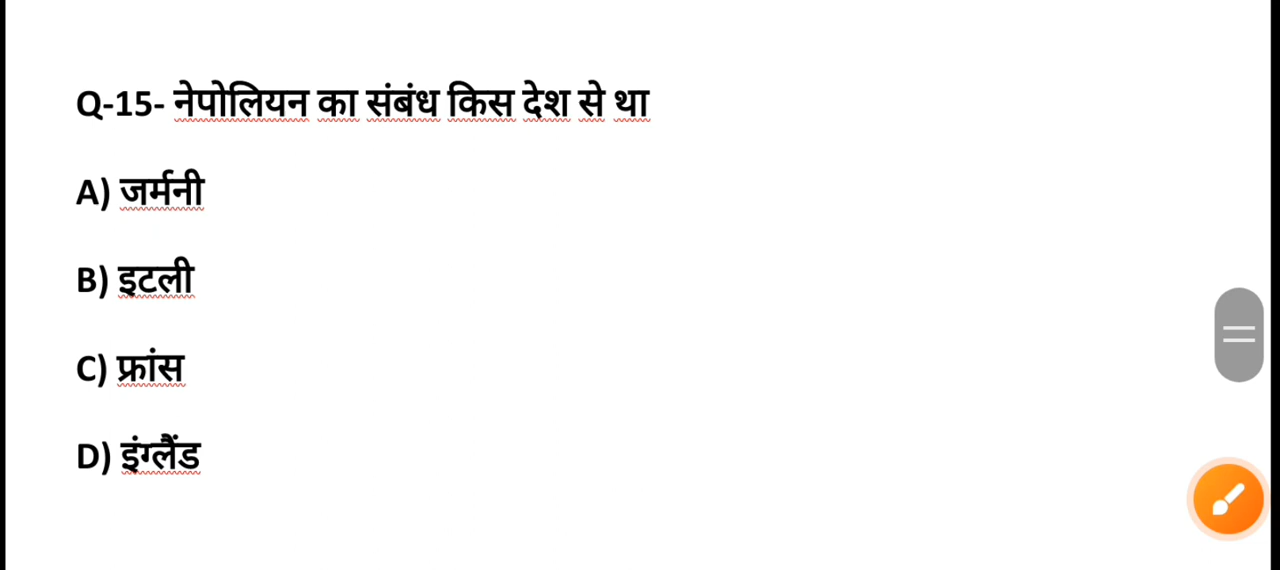 Q-15- नेपोलियन का संबंध किस देश से था
A) जर्मनी
B) इटली
C) फ्रांस
D) इंग्लैंड